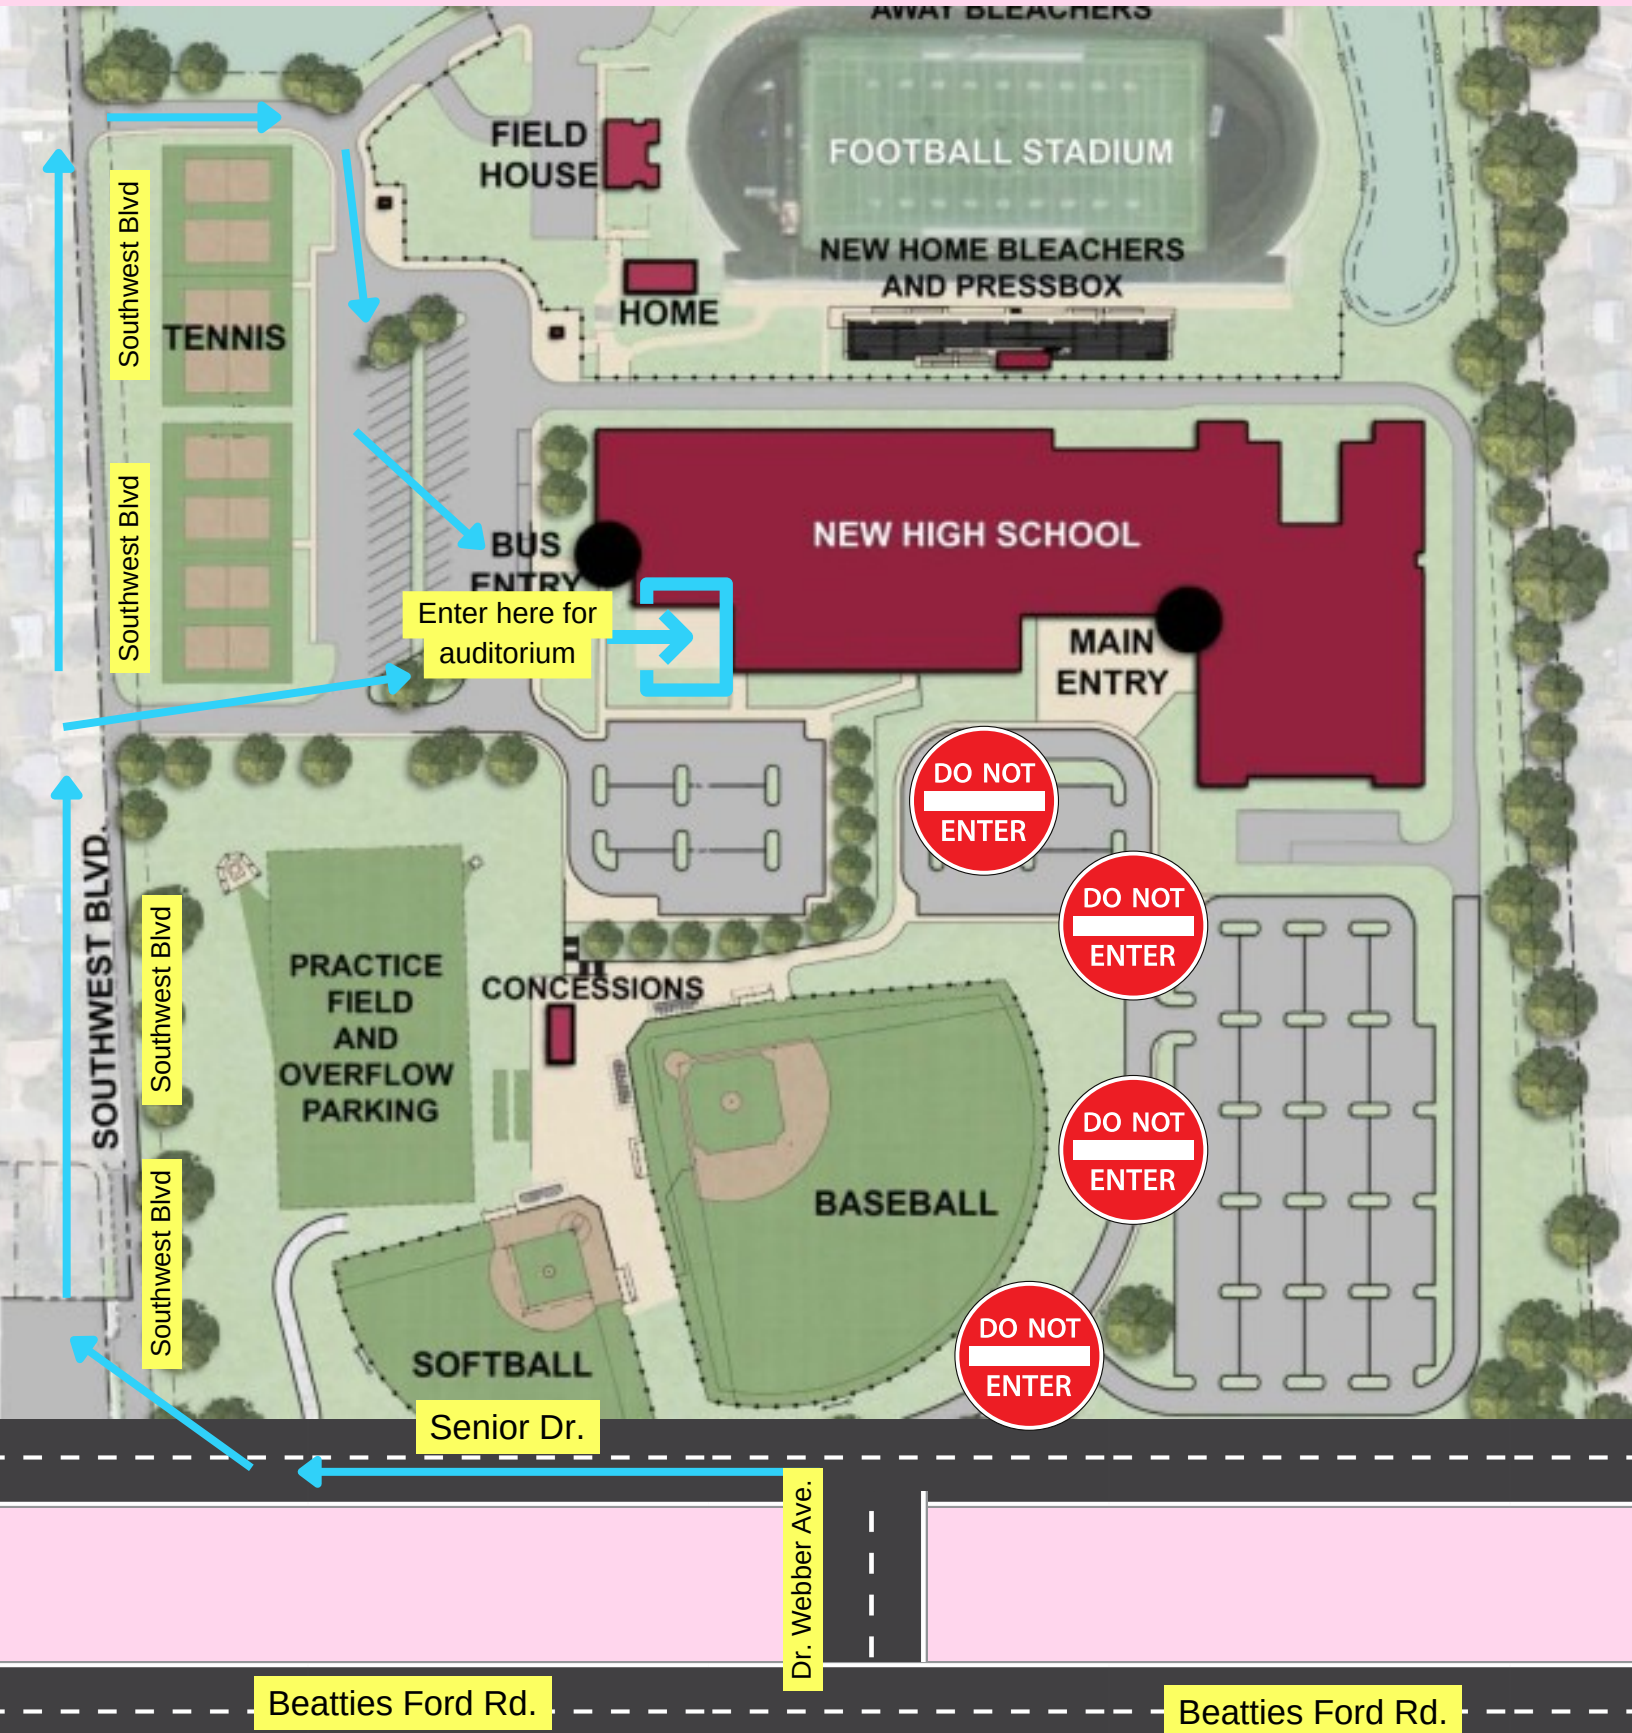 AWAY BLEACHERS
FIELD
HOUSE
FOOTBALL STADIUM
Southwest Blvd
NEW HOME BLEACHERS
AND PRESSBOX
HOME
TENNIS
Southwest Blvd
NEW HIGH SCHOOL
BUS
ENTRY
Enter here for
auditorium
MAIN
ENTRY
DO NOT
ENTER
DO NOT
ENTER
SOUTHWEST BLVD.
Southwest Blvd
PRACTICE
FIELD
AND
OVERFLOW
PARKING
CONCESSIONS
DO NOT
ENTER
BASEBALL
Southwest Blvd
DO NOT
ENTER
SOFTBALL
Senior Dr.
Dr. Webber Ave.
Beatties Ford Rd.
Beatties Ford Rd.